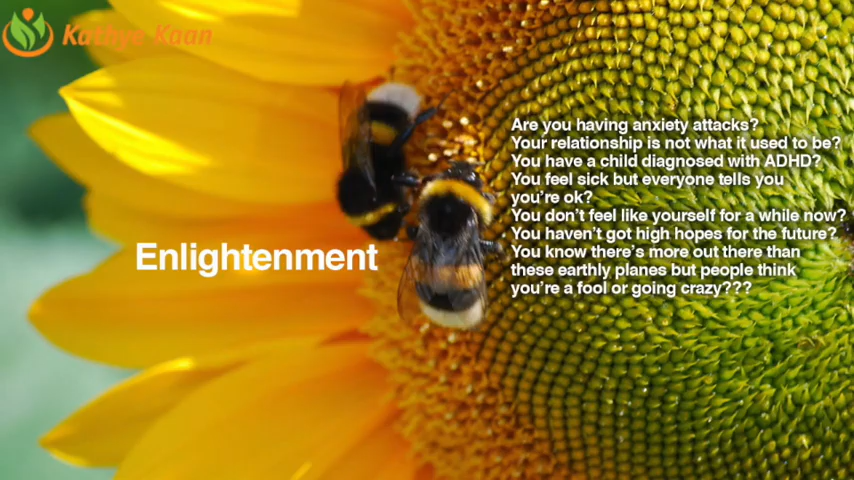 Kathye Kaan
Enlightenment
Are you having anxiety attacks?
Your relationship is not what it used to be?
You have a child diagnosed with ADHD?
You feel sick but everyone tells you
you're ok?
You don't feel like yourself for a while now?
You haven't got high hopes for the future?
You know there's more out there than
these earthly planes but people think
you're a fool or going crazy???